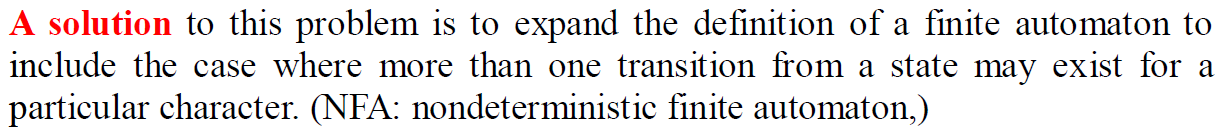 A solution to this problem is to expand the definition of a finite automaton to
include the case where more than one transition from a state may exist for a
particular character. (NFA: nondeterministic finite automaton,)